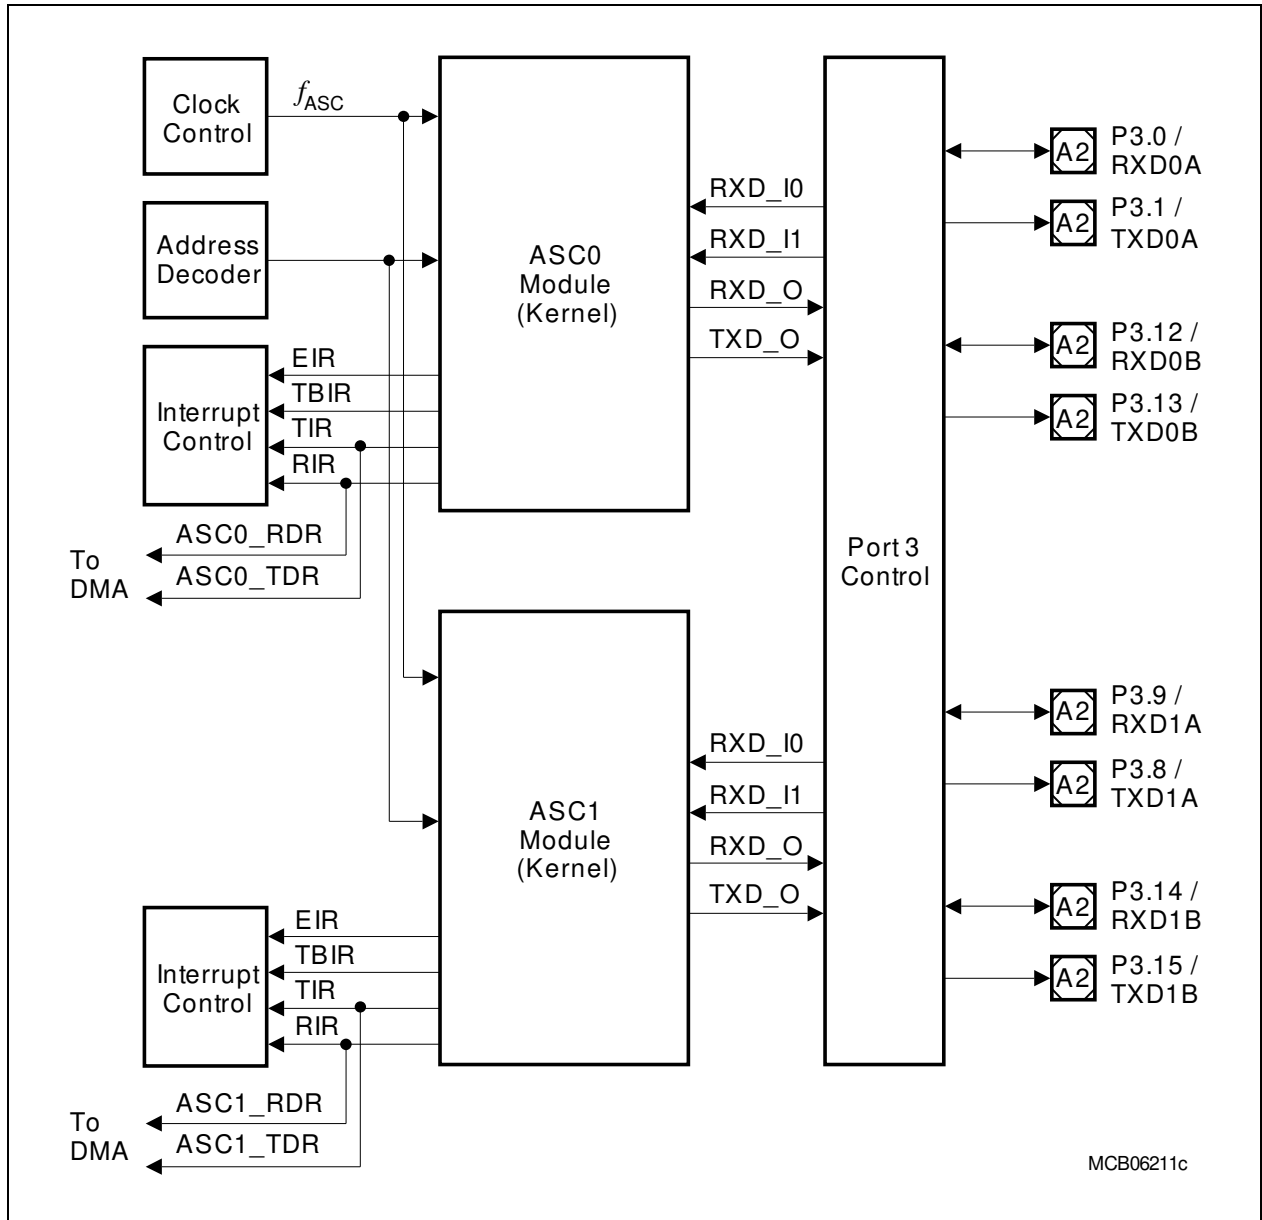 Clock
Control
fASC
Address
Decoder
Interrupt
Control
EIR
TBIR
TIR
RIR
To
DMA
ASC0_RDR
ASC0_TDR
ASC0
Module
(Kernel)
RXD_I0
RXD_I1
RXD_O
TXD_O
Port 3
Control
A2
P3.0 /
RXD0A
A2
P3.1 /
TXD0A
A2
P3.12 /
RXD0B
A2
P3.13 /
TXD0B
ASC1
Module
(Kernel)
RXD_I0
RXD_I1
RXD_O
TXD_O
A2
P3.9 /
RXD1A
A2
P3.8 /
TXD1A
A2
P3.14 /
RXD1B
A2
P3.15 /
TXD1B
Interrupt
Control
EIR
TBIR
TIR
RIR
To
DMA
ASC1_RDR
ASC1_TDR
MCB06211c